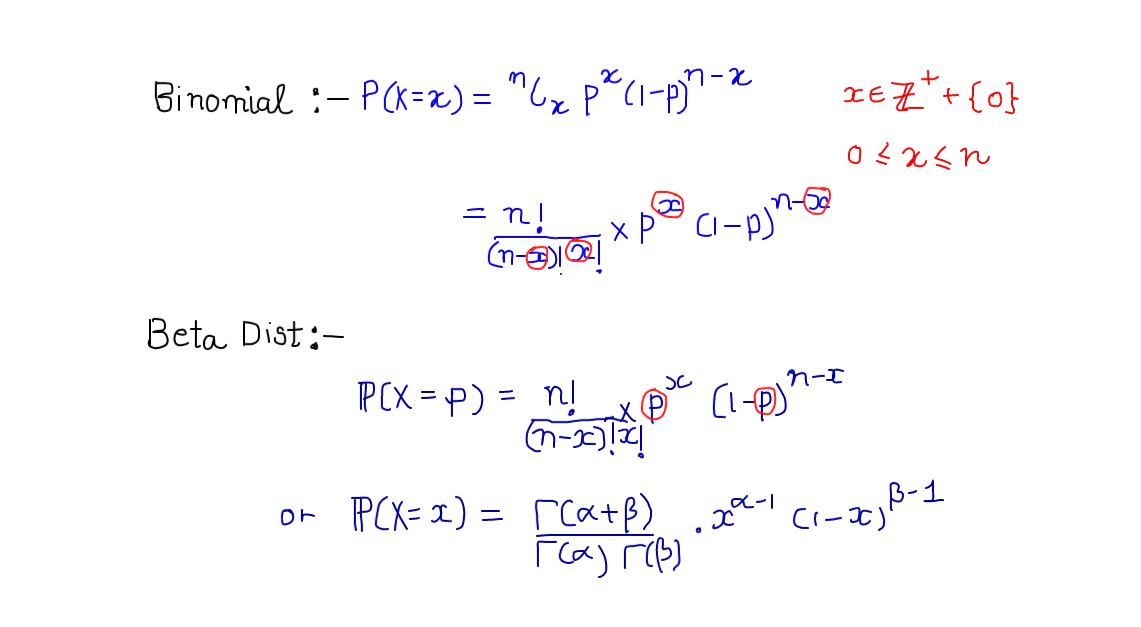 Binomial :- P(X=x) = ⁿCₓ pˣ (1-p)ⁿ⁻ˣ x ∈ ℤ⁺ + {0}
0 ≤ x ≤ n
= n!/((n-x)! x!) × pˣ (1-p)ⁿ⁻ˣ
Beta Dist :-
ℙ(X = p) = n!/((n-x)! x!) × pˣ (1-p)ⁿ⁻ˣ
or ℙ(X = x) = Γ(α+β)/(Γ(α) Γ(β)) . x^(α-1) (1-x)^(β-1)